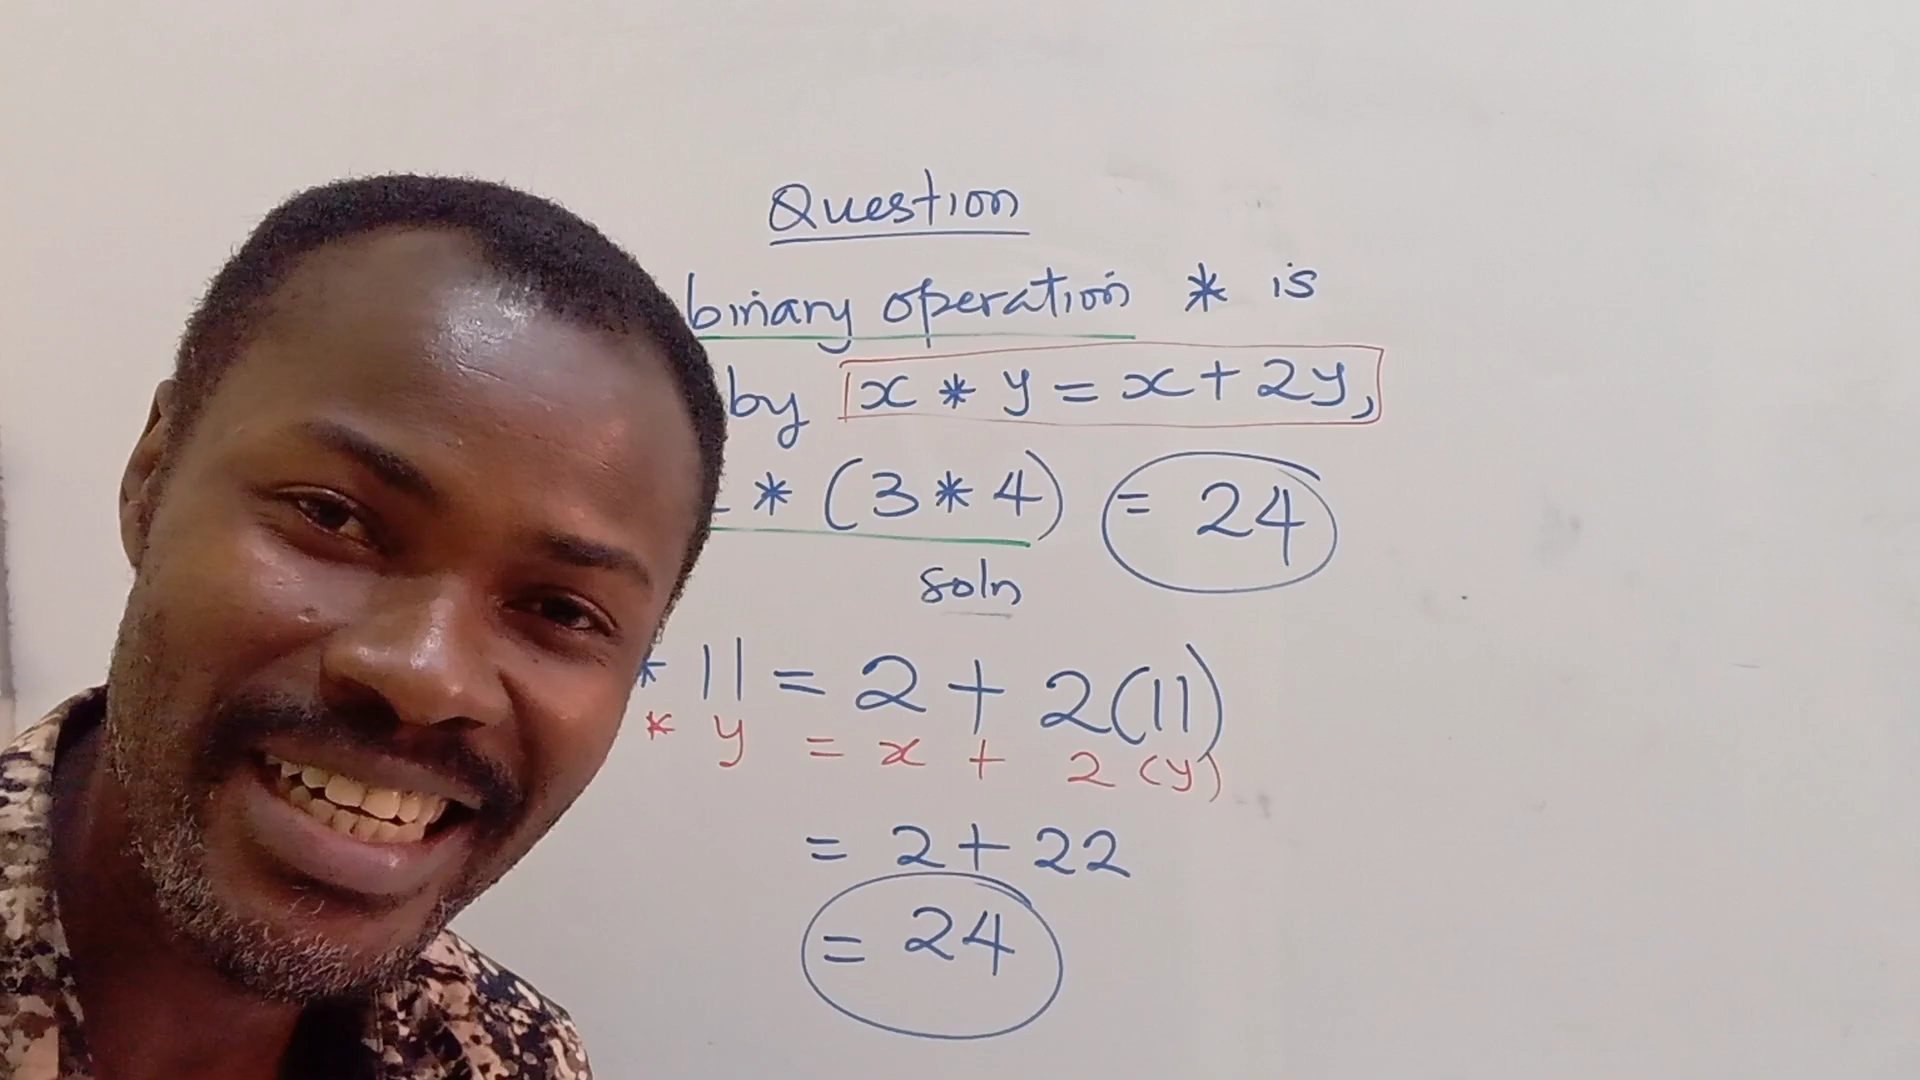 Question
binary operation * is
by x * y = x + 2y,
* (3 * 4) = 24
soln
* 11 = 2 + 2(11)
* y = x + 2(y)
= 2 + 22
= 24